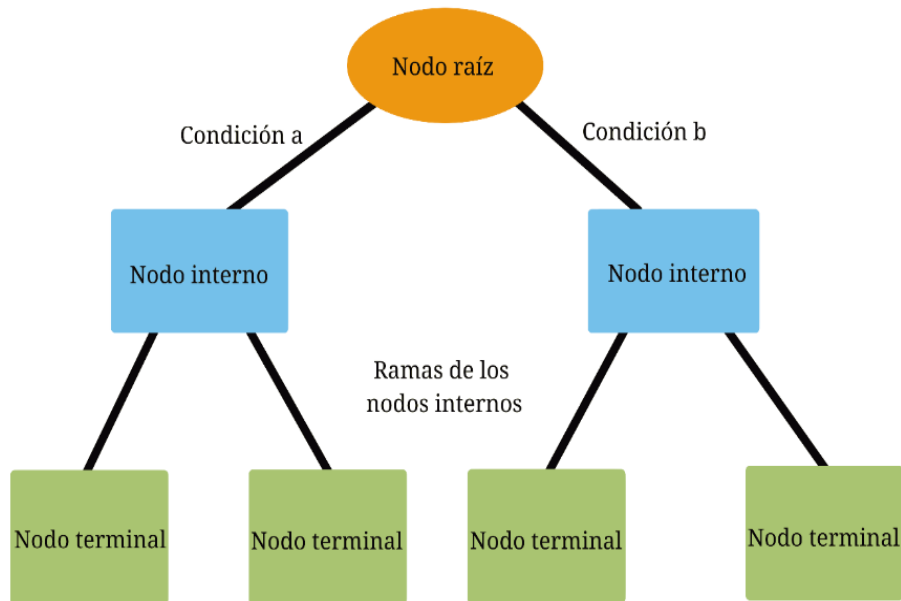 Nodo raíz
Condición a
Condición b
Nodo interno
Nodo interno
Ramas de los
nodos internos
Nodo terminal
Nodo terminal
Nodo terminal
Nodo terminal